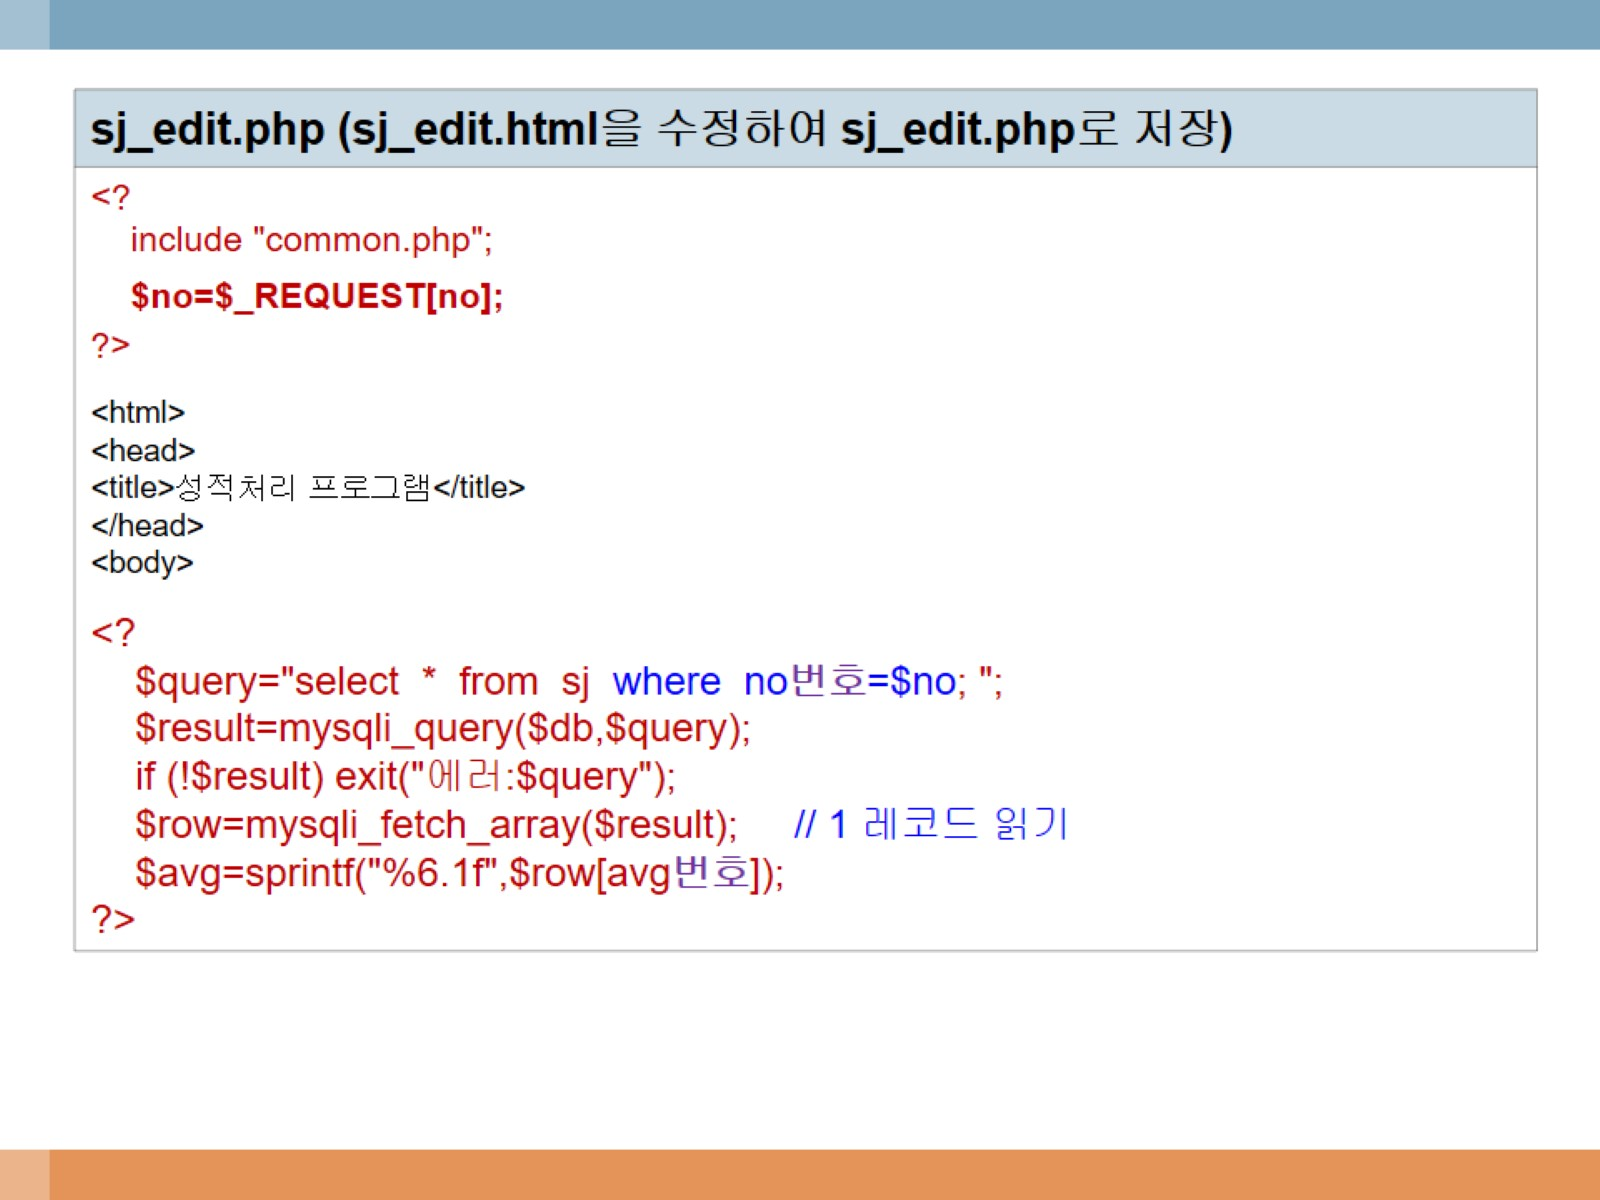 sj_edit.php (sj_edit.html을 수정하여 sj_edit.php로 저장)
<?
include "common.php";
$no=$_REQUEST[no];
?>
<html>
<head>
<title>성적처리 프로그램</title>
</head>
<body>
<?
$query="select * from sj where no번호=$no; ";
$result=mysqli_query($db,$query);
if (!$result) exit("에러:$query");
$row=mysqli_fetch_array($result); // 1 레코드 읽기
$avg=sprintf("%6.1f",$row[avg번호]);
?>